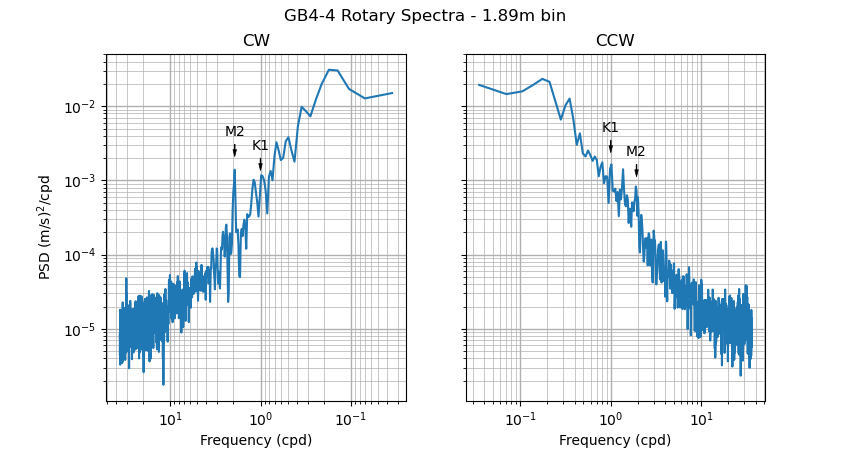 GB4-4 Rotary Spectra - 1.89m bin
CW
CCW
PSD (m/s)²/cpd
10⁻²
10⁻³
10⁻⁴
10⁻⁵
M2
K1
K1
M2
10¹ 10⁰ 10⁻¹
10⁻¹ 10⁰ 10¹
Frequency (cpd)
Frequency (cpd)